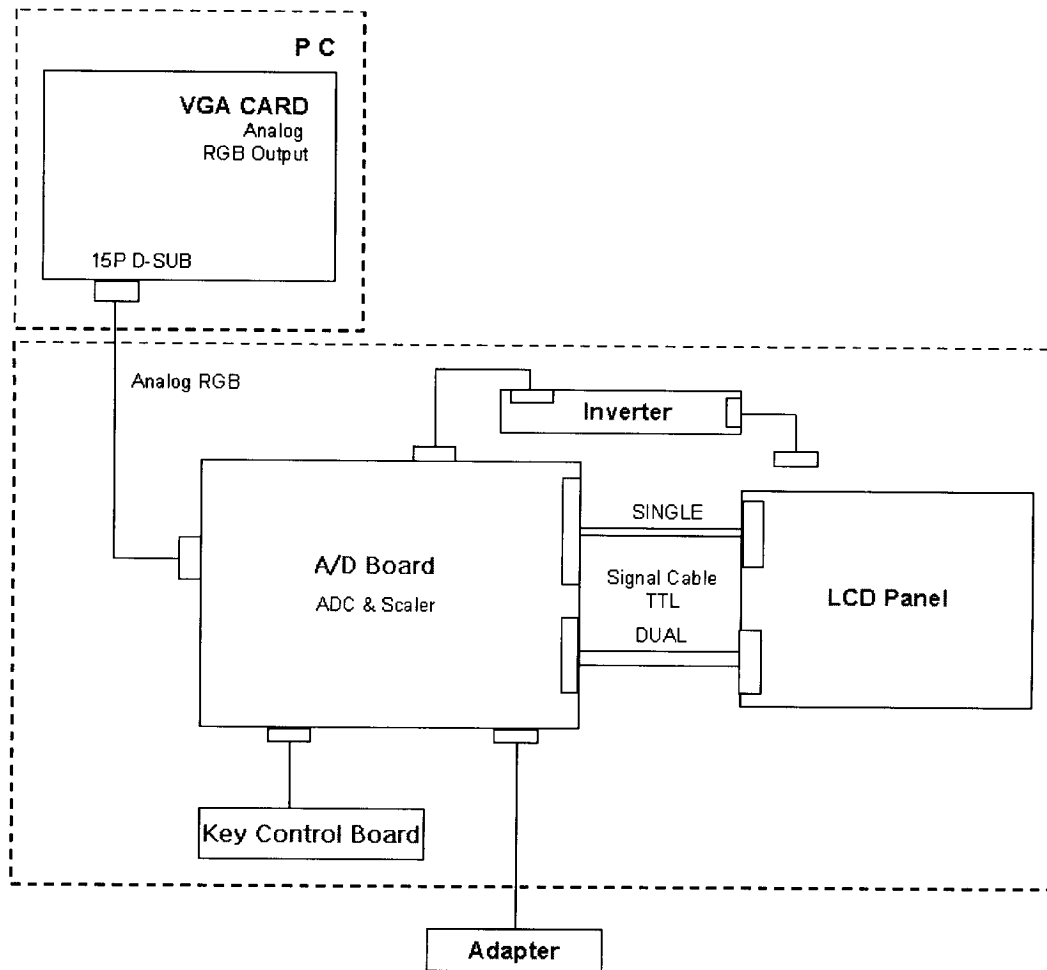 P C
VGA CARD
Analog
RGB Output
15P D-SUB
Analog RGB
Inverter
SINGLE
A/D Board
ADC & Scaler
Signal Cable
TTL
LCD Panel
DUAL
Key Control Board
Adapter